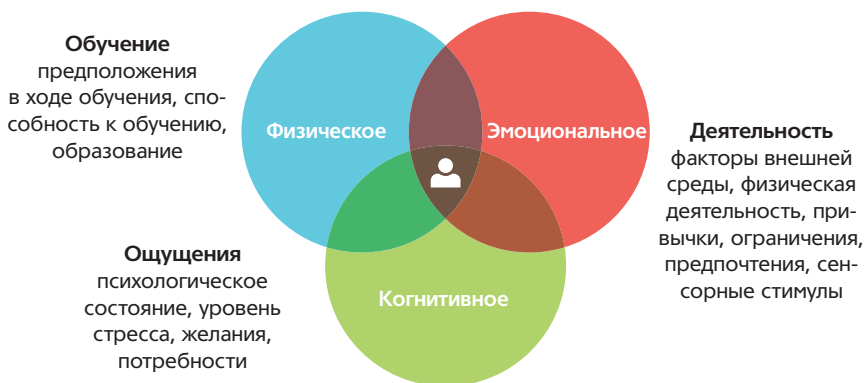 Обучение
предположения
в ходе обучения, спо-
собность к обучению,
образование
Физическое
Эмоциональное
Деятельность
факторы внешней
среды, физическая
деятельность, при-
вычки, ограничения,
предпочтения, сен-
сорные стимулы
Ощущения
психологическое
состояние, уровень
стресса, желания,
потребности
Когнитивное